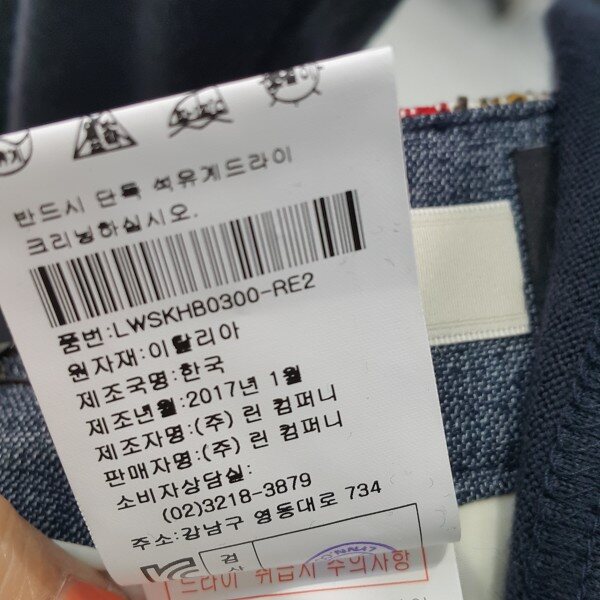 반드시 단독 석유계드라이
크리닝하십시오.
품번:LWSKHB0300-RE2
원자재:이탈리아
제조국명:한국
제조년월:2017년 1월
제조자명:(주) 린 컴퍼니
판매자명:(주) 린 컴퍼니
소비자상담실:
(02)3218-3879
주소:강남구 영동대로 734
드라이 취급시 주의사항